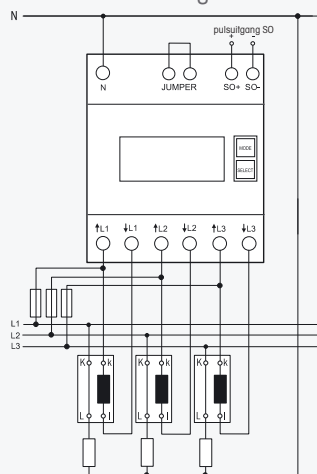 N
pulsuitgang SO
+ -
N JUMPER SO+ SO-
MODE
SELECT
↑L1 ↓L1 ↑L2 ↓L2 ↑L3 ↓L3
L1
L2
L3
K k K k K k
L l L l L l